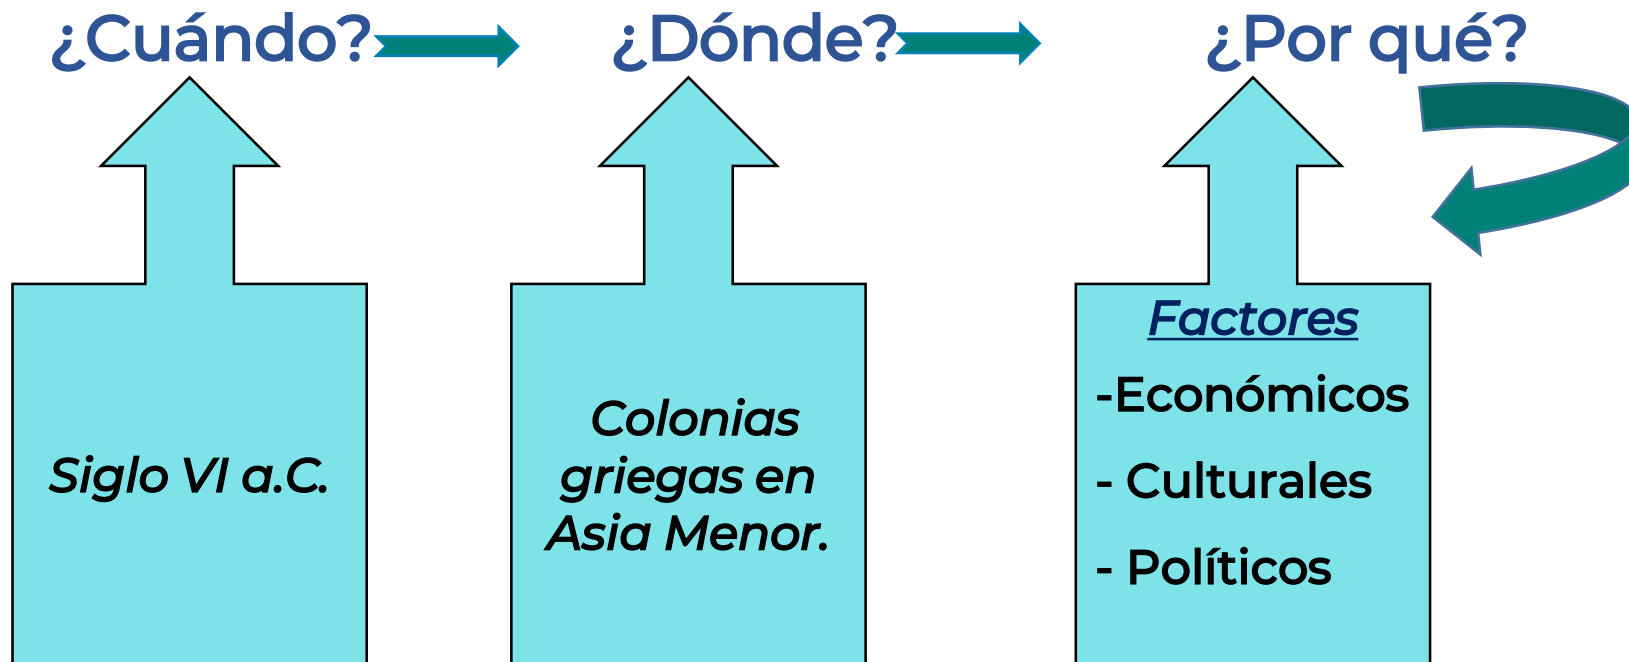 ¿Cuándo?
¿Dónde?
¿Por qué?
Siglo VI a.C.
Colonias
griegas en
Asia Menor.
Factores
-Económicos
- Culturales
- Políticos